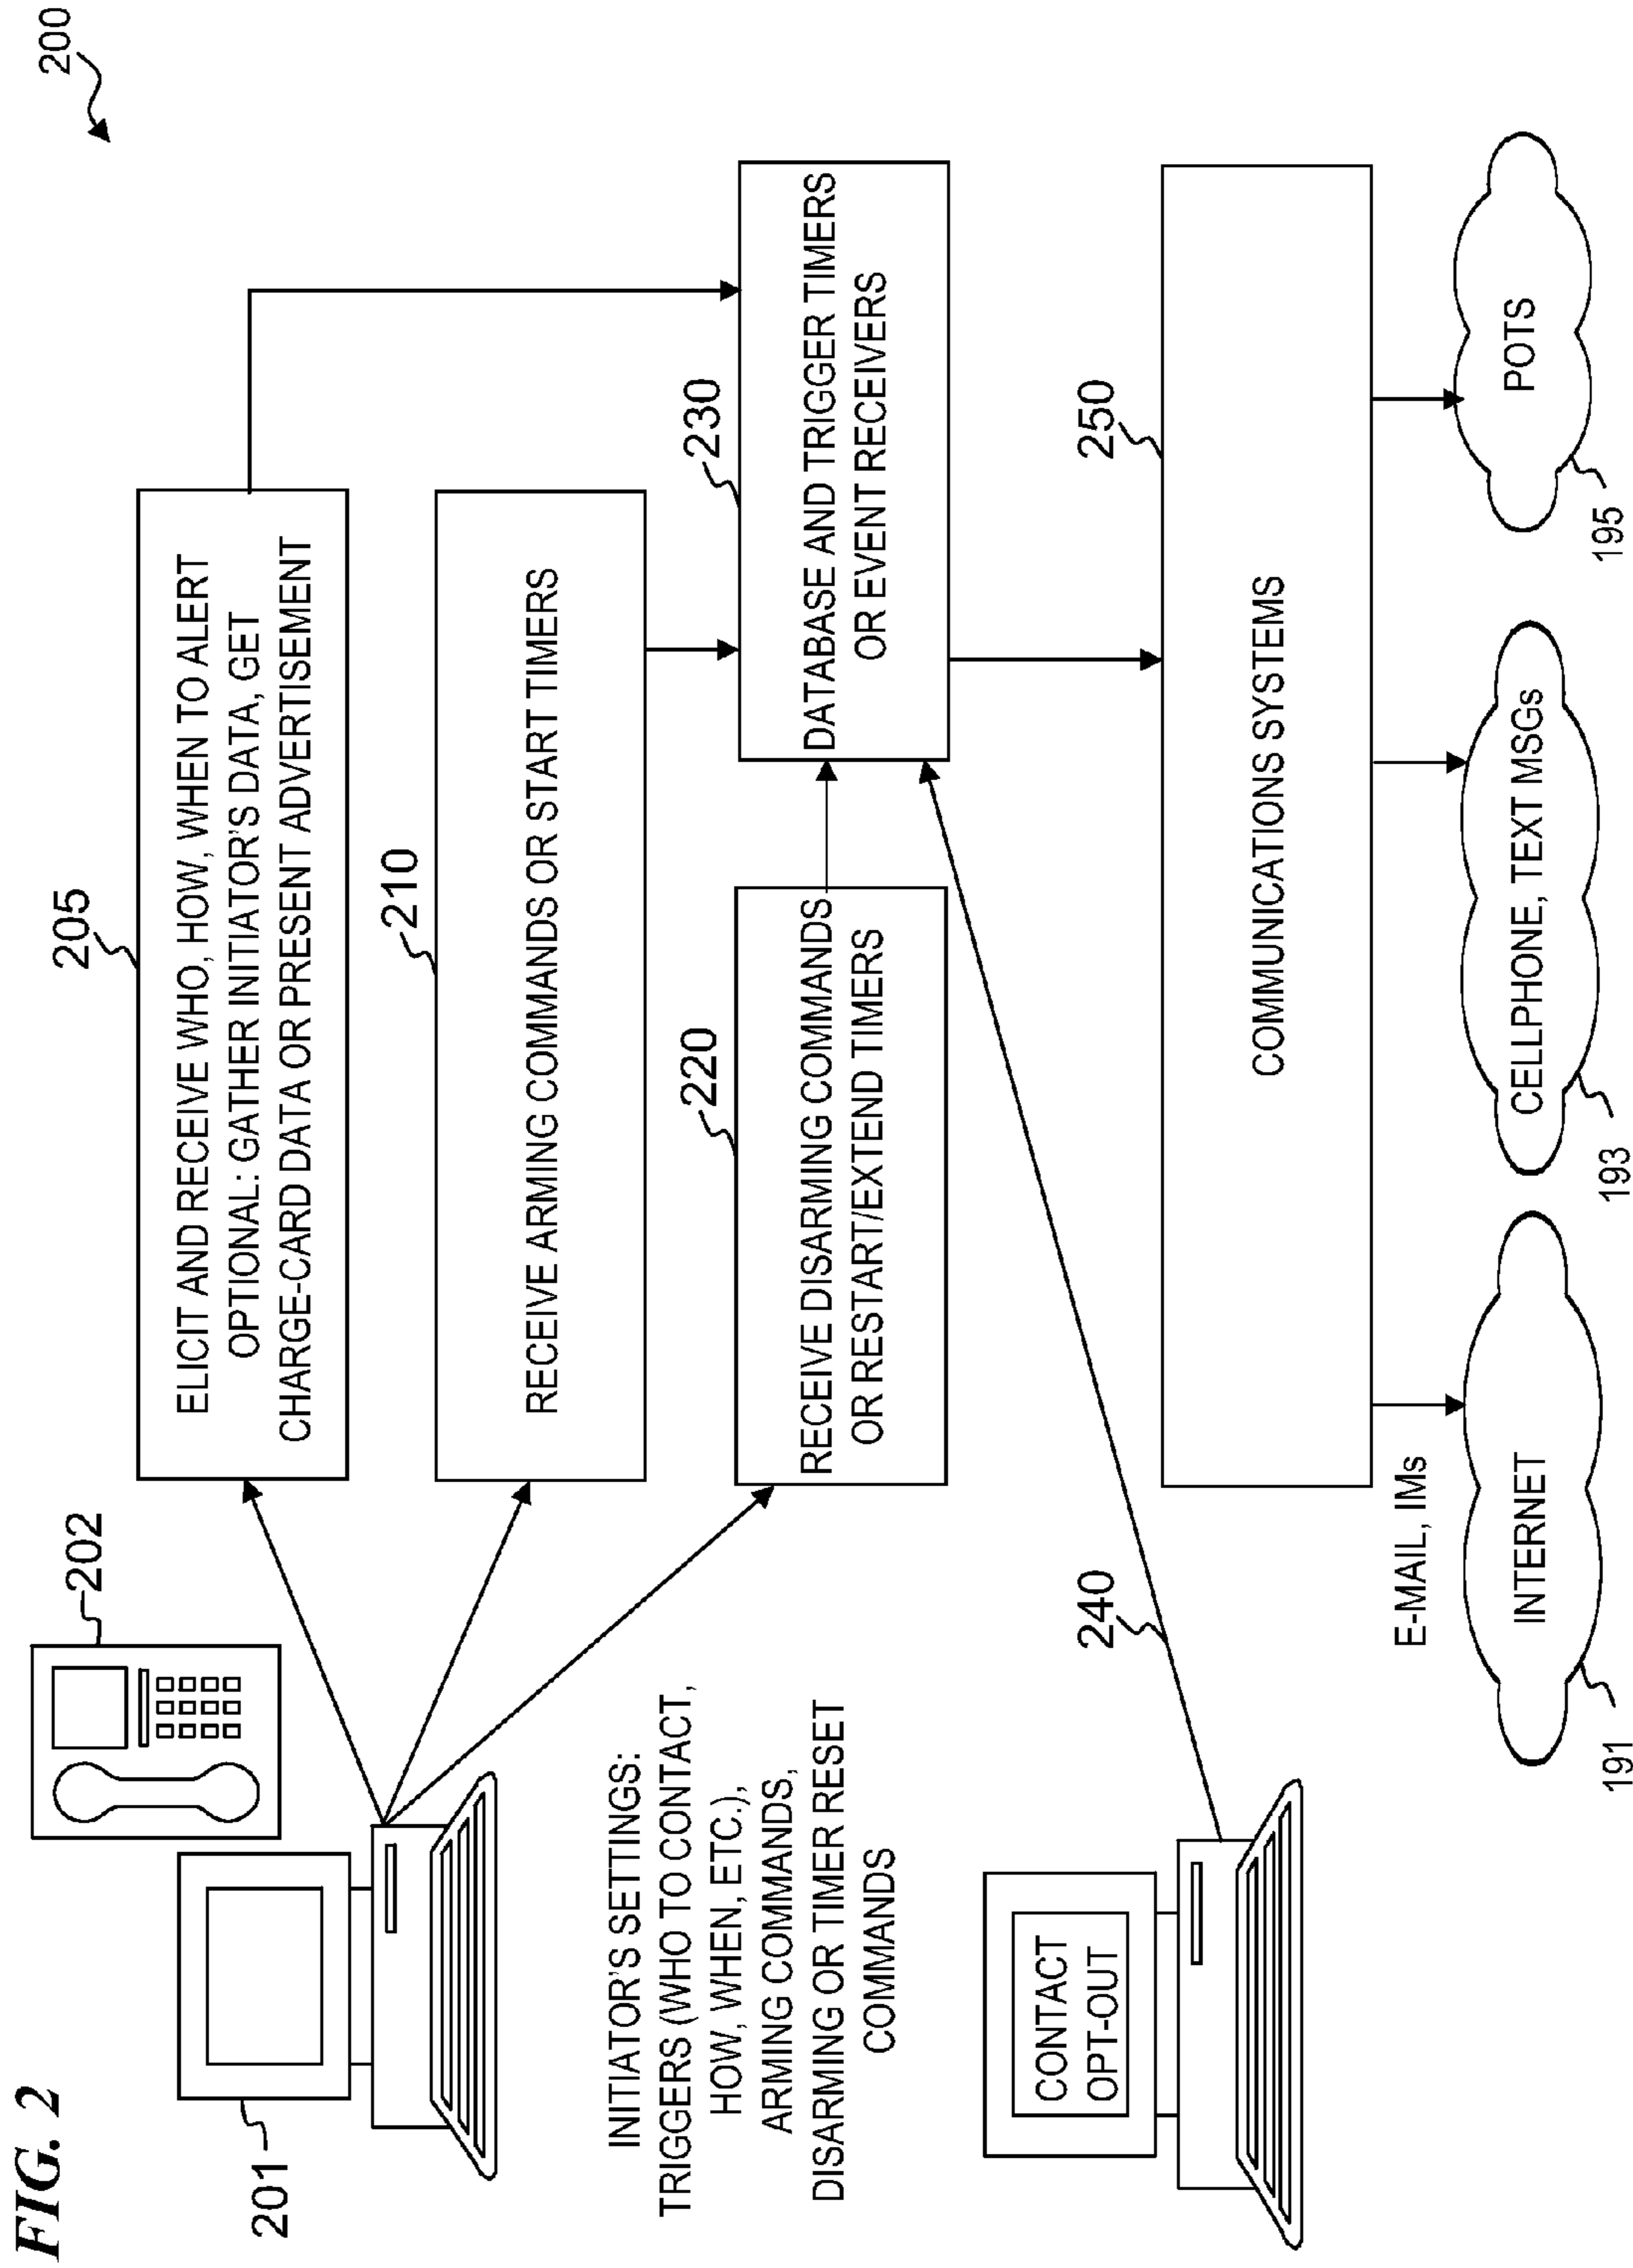 FIG. 2
200
201
202
205
ELICIT AND RECEIVE WHO, HOW, WHEN TO ALERT
OPTIONAL: GATHER INITIATOR'S DATA, GET
CHARGE-CARD DATA OR PRESENT ADVERTISEMENT
210
RECEIVE ARMING COMMANDS OR START TIMERS
INITIATOR'S SETTINGS:
TRIGGERS (WHO TO CONTACT,
HOW, WHEN, ETC.),
ARMING COMMANDS,
DISARMING OR TIMER RESET
COMMANDS
220
RECEIVE DISARMING COMMANDS
OR RESTART/EXTEND TIMERS
230
DATABASE AND TRIGGER TIMERS
OR EVENT RECEIVERS
CONTACT
OPT-OUT
240
250
COMMUNICATIONS SYSTEMS
E-MAIL, IMs
INTERNET
191
CELLPHONE, TEXT MSGs
193
POTS
195